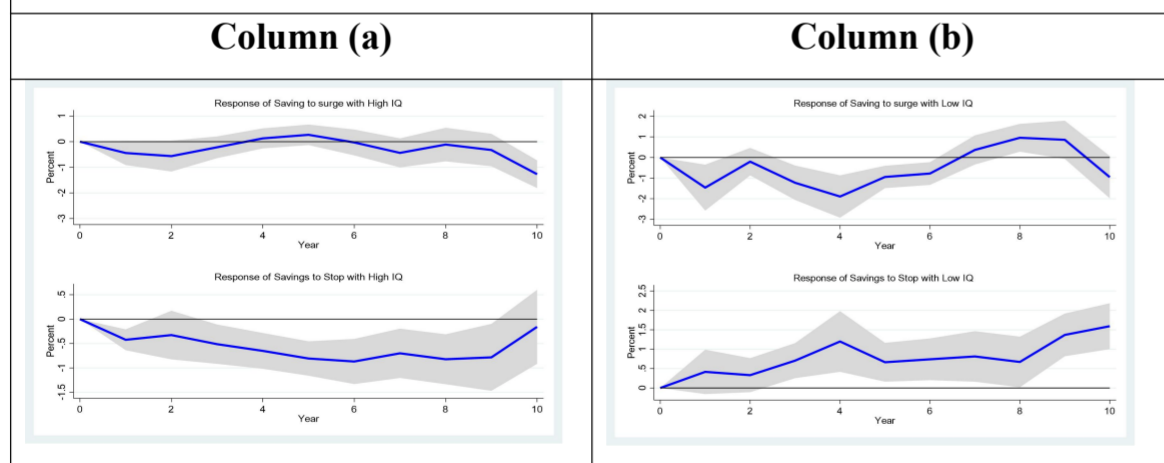 Column (a)
Column (b)
Response of Saving to surge with High IQ
Percent
1
0
-1
-2
-3
0 2 4 6 8 10
Year
Response of Savings to Stop with High IQ
Percent
.5
0
-.5
-1
-1.5
0 2 4 6 8 10
Year
Response of Saving to surge with Low IQ
Percent
2
1
0
-1
-2
-3
0 2 4 6 8 10
Year
Response of Savings to Stop with Low IQ
Percent
2.5
2
1.5
1
.5
0
0 2 4 6 8 10
Year